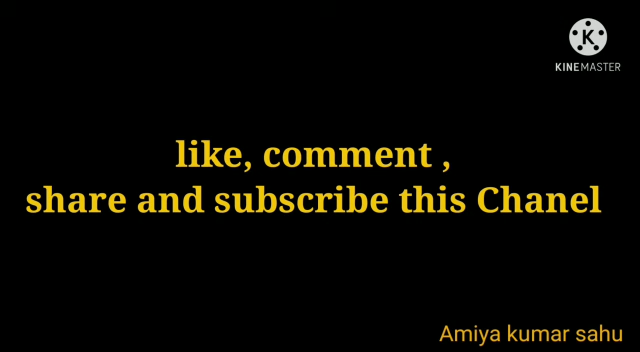 KINEMASTER
like, comment ,
share and subscribe this Chanel
Amiya kumar sahu